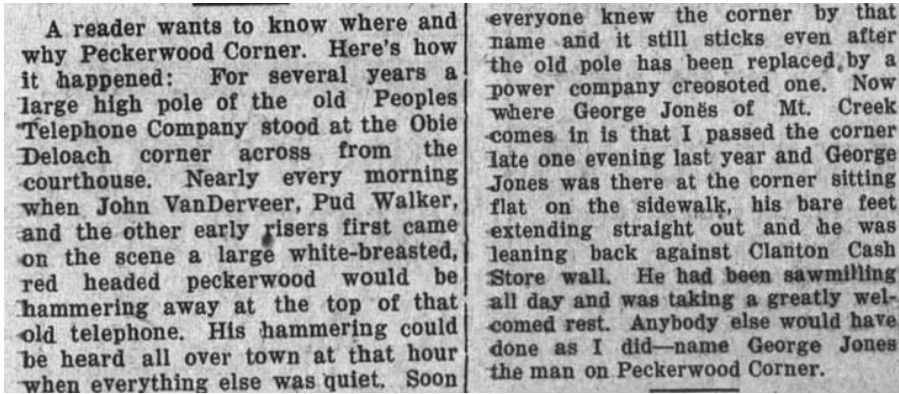 A reader wants to know where and
why Peckerwood Corner. Here's how
it happened: For several years a
large high pole of the old Peoples
Telephone Company stood at the Obie
Deloach corner across from the
courthouse. Nearly every morning
when John VanDerveer, Pud Walker,
and the other early risers first came
on the scene a large white-breasted,
red headed peckerwood would be
hammering away at the top of that
old telephone. His hammering could
be heard all over town at that hour
when everything else was quiet. Soon
everyone knew the corner by that
name and it still sticks even after
the old pole has been replaced by a
power company creosoted one. Now
where George Jones of Mt. Creek
comes in is that I passed the corner
late one evening last year and George
Jones was there at the corner sitting
flat on the sidewalk, his bare feet
extending straight out and he was
leaning back against Clanton Cash
Store wall. He had been sawmilling
all day and was taking a greatly wel-
comed rest. Anybody else would have
done as I did—name George Jones
the man on Peckerwood Corner.